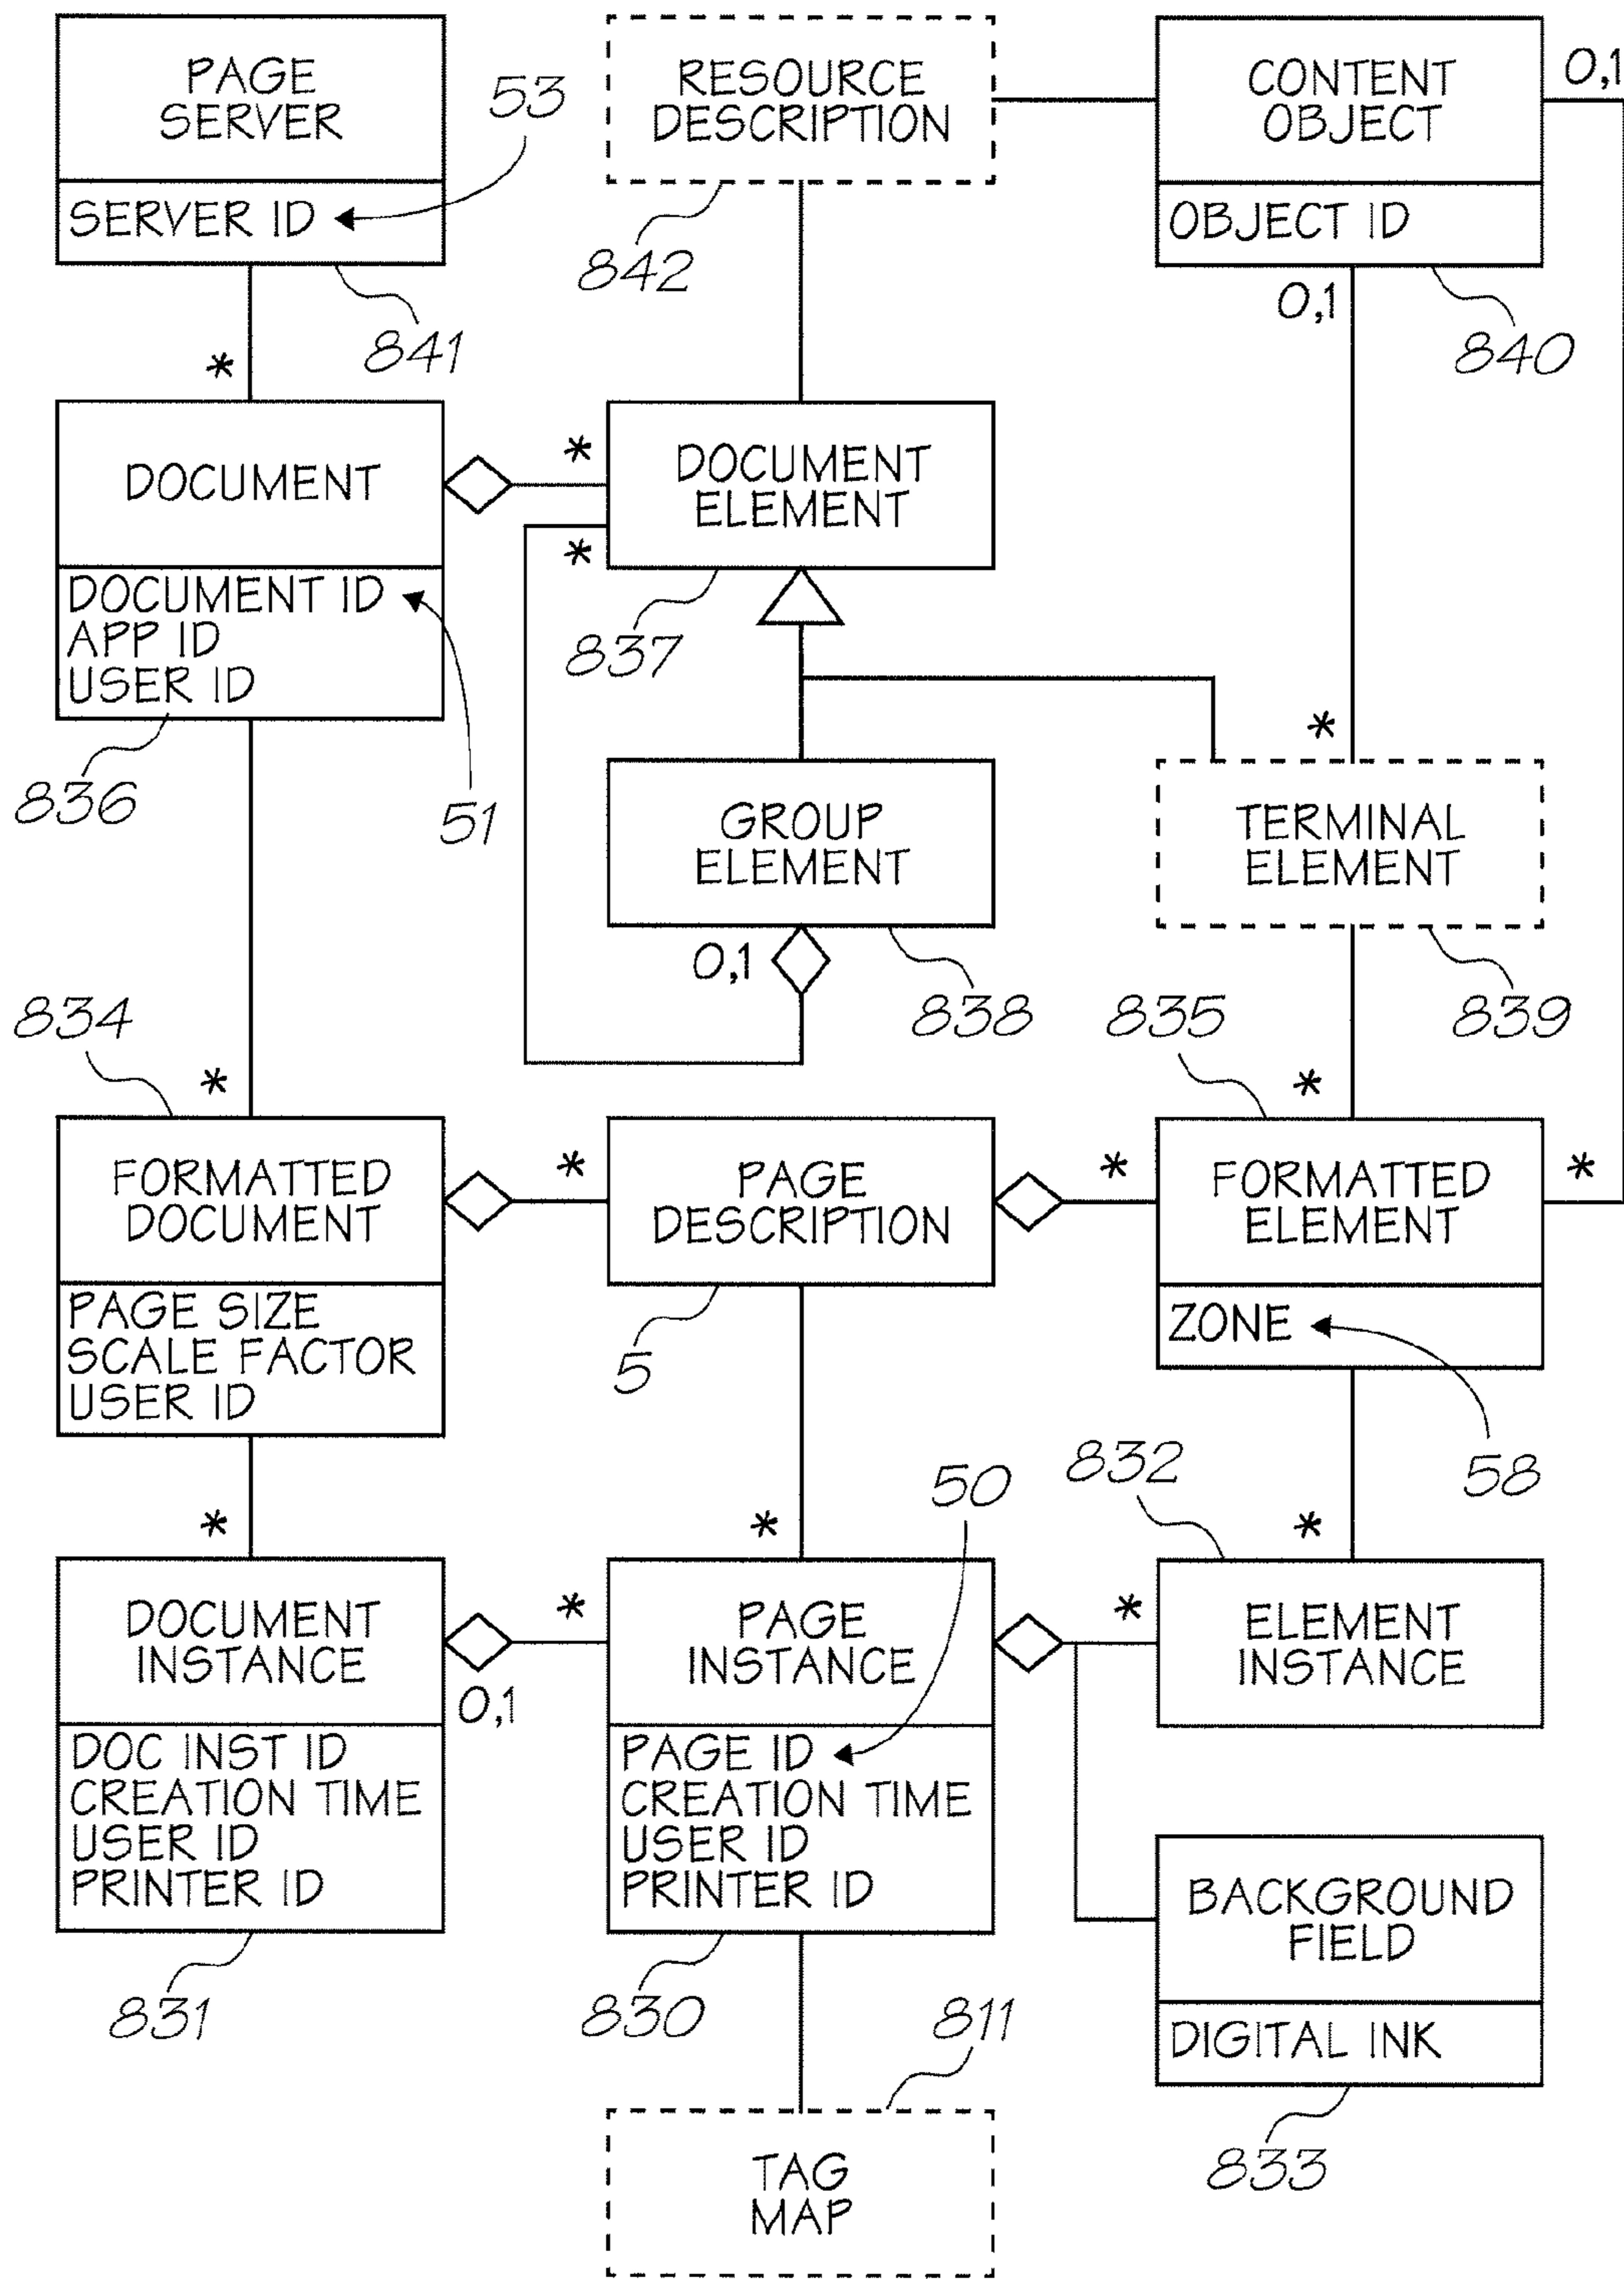 PAGE
SERVER
SERVER ID
53
841
RESOURCE
DESCRIPTION
842
CONTENT
OBJECT
OBJECT ID
0,1
0,1
840
*
DOCUMENT
DOCUMENT ID
APP ID
USER ID
836
51
*
*
DOCUMENT
ELEMENT
837
GROUP
ELEMENT
0,1
838
*
TERMINAL
ELEMENT
839
834
*
FORMATTED
DOCUMENT
PAGE SIZE
SCALE FACTOR
USER ID
*
PAGE
DESCRIPTION
5
835
*
*
*
FORMATTED
ELEMENT
ZONE
58
*
DOCUMENT
INSTANCE
0,1
DOC INST ID
CREATION TIME
USER ID
PRINTER ID
831
*
*
50
PAGE
INSTANCE
PAGE ID
CREATION TIME
USER ID
PRINTER ID
830
832
*
*
ELEMENT
INSTANCE
BACKGROUND
FIELD
DIGITAL INK
833
811
TAG
MAP